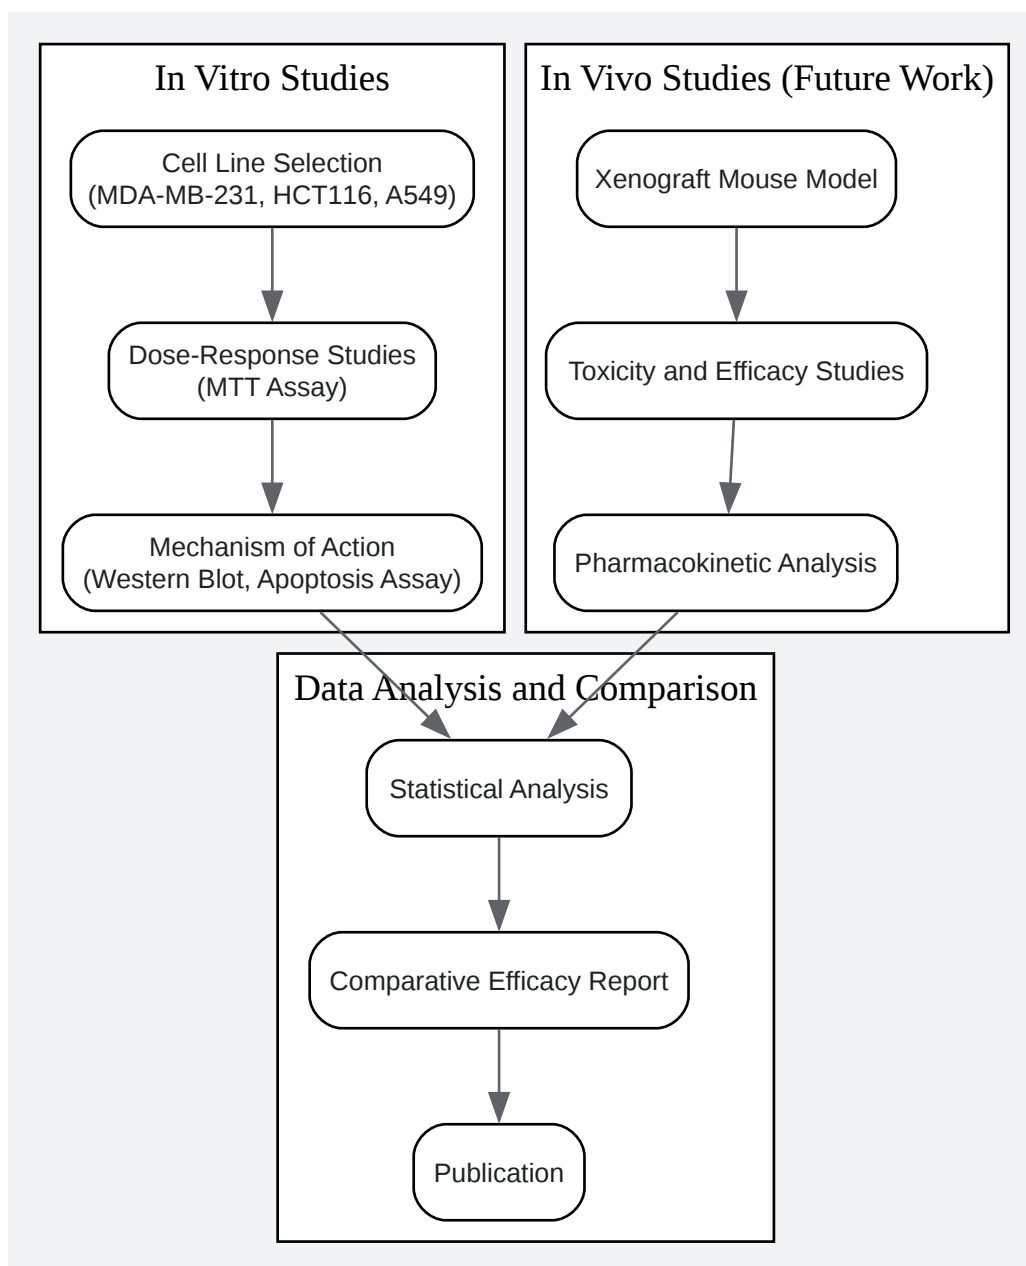 In Vitro Studies
Cell Line Selection
(MDA-MB-231, HCT116, A549)
Dose-Response Studies
(MTT Assay)
Mechanism of Action
(Western Blot, Apoptosis Assay)
In Vivo Studies (Future Work)
Xenograft Mouse Model
Toxicity and Efficacy Studies
Pharmacokinetic Analysis
Data Analysis and Comparison
Statistical Analysis
Comparative Efficacy Report
Publication